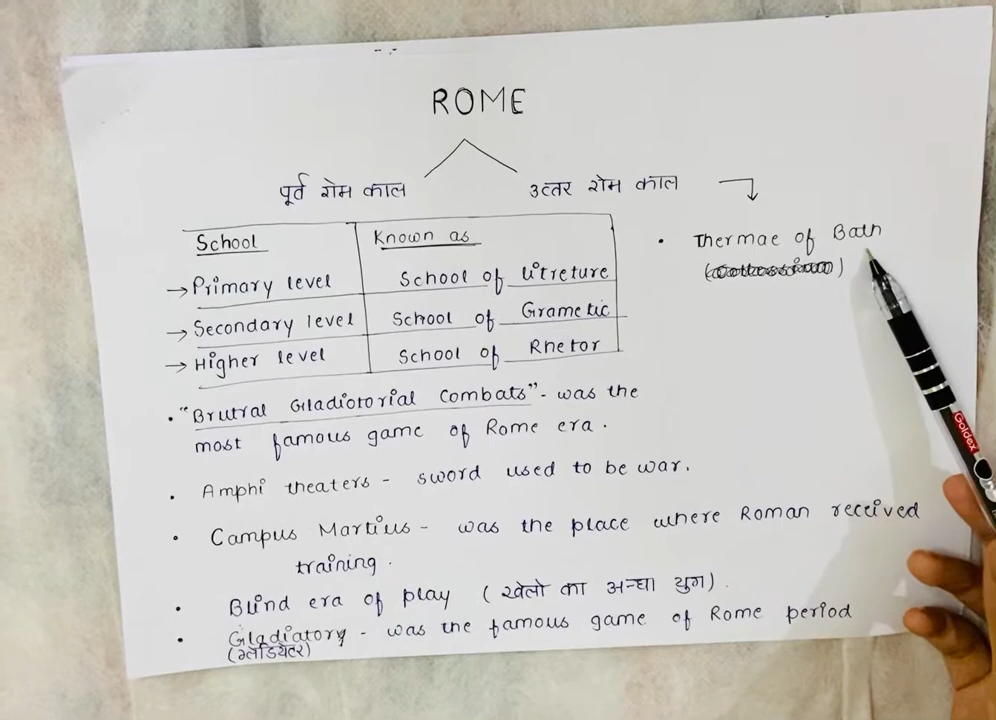 ROME
पूर्व रोम काल
उत्तर रोम काल
School Known as
→ Primary level School of Litreture
→ Secondary level School of Grametic
→ Higher level School of Rhetor
• Thermae of Bath
• "Brutral Gladiotorial Combats" - was the
most famous game of Rome era.
• Amphi theaters - sword used to be war.
• Campus Martius - was the place where Roman received
training.
• Blind era of play (खेलो का अन्धा युग).
• Gladiatory - was the famous game of Rome period
(ग्लेडियेटर)
Goldex